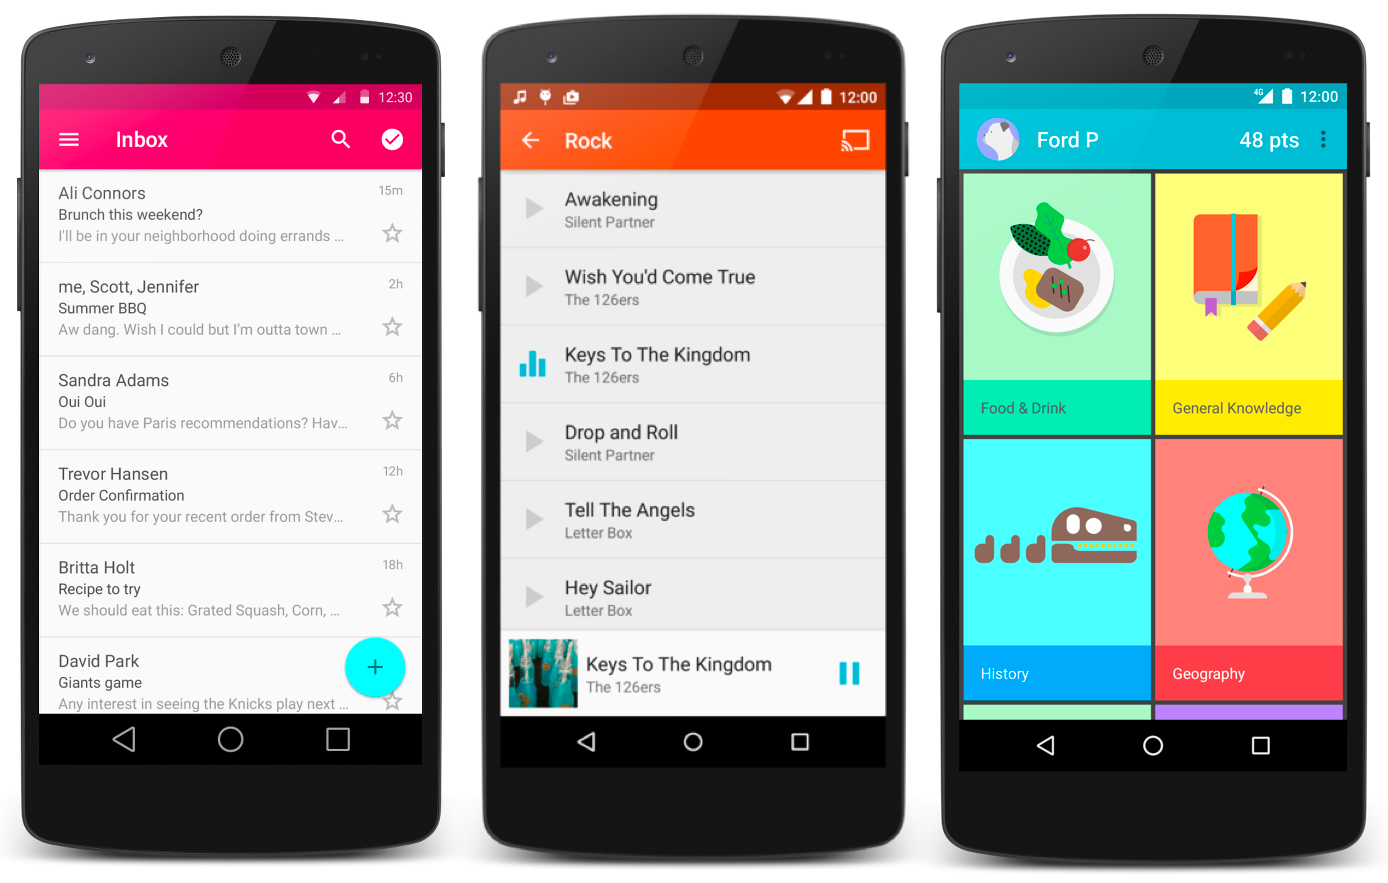 12:30
Inbox
Ali Connors
15m
Brunch this weekend?
I'll be in your neighborhood doing errands ...
me, Scott, Jennifer
2h
Summer BBQ
Aw dang. Wish I could but I'm outta town ...
Sandra Adams
6h
Oui Oui
Do you have Paris recommendations? Hav...
Trevor Hansen
12h
Order Confirmation
Thank you for your recent order from Stev...
Britta Holt
18h
Recipe to try
We should eat this: Grated Squash, Corn, ...
David Park
Giants game
Any interest in seeing the Knicks play next ...
12:00
Rock
Awakening
Silent Partner
Wish You'd Come True
The 126ers
Keys To The Kingdom
The 126ers
Drop and Roll
Silent Partner
Tell The Angels
Letter Box
Hey Sailor
Letter Box
Keys To The Kingdom
The 126ers
4G 12:00
Ford P 48 pts
Food & Drink
General Knowledge
History
Geography